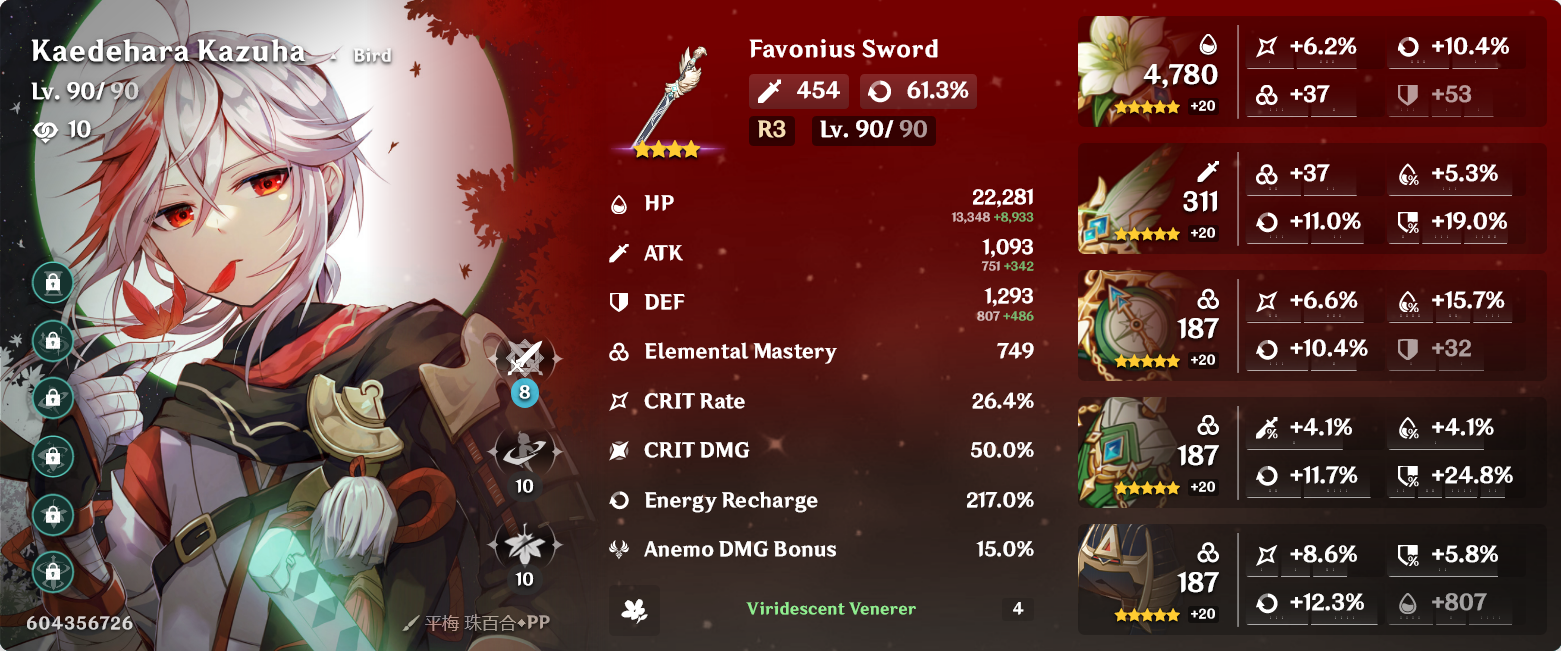 Kaedehara Kazuha Bird
Lv. 90/ 90
10
8
10
10
604356726
平梅 珠百合◆PP
Favonius Sword
454 61.3%
R3 Lv. 90/ 90
HP 22,281
13,348 +8,933
ATK 1,093
751 +342
DEF 1,293
807 +486
Elemental Mastery 749
CRIT Rate 26.4%
CRIT DMG 50.0%
Energy Recharge 217.0%
Anemo DMG Bonus 15.0%
Viridescent Venerer 4
4,780
+20
+6.2% +10.4%
+37 +53
311
+20
+37 +5.3%
+11.0% +19.0%
187
+20
+6.6% +15.7%
+10.4% +32
187
+20
+4.1% +4.1%
+11.7% +24.8%
187
+20
+8.6% +5.8%
+12.3% +807